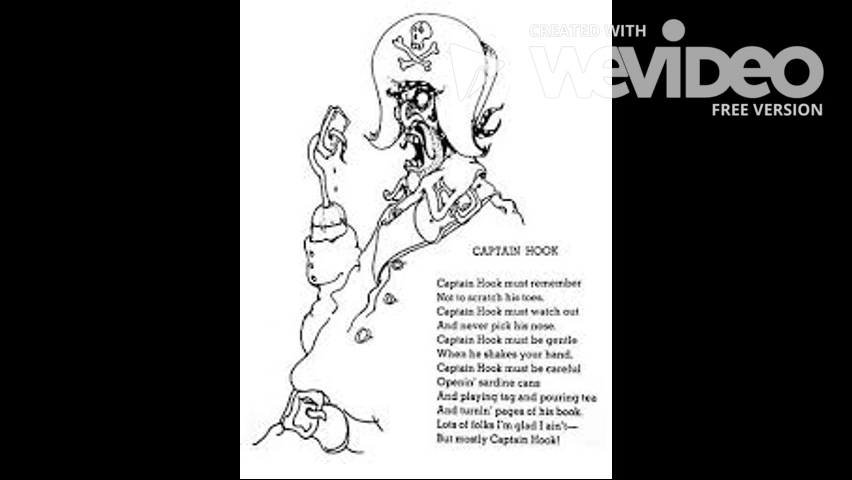 CREATED WITH
WEVIDEO
FREE VERSION
CAPTAIN HOOK
Captain Hook must remember
Not to scratch his toes.
Captain Hook must watch out
And never pick his nose.
Captain Hook must be gentle
When he shakes your hand.
Captain Hook must be careful
Openin' sardine cans
And playing tag and pouring tea
And turnin' pages of his book.
Lots of folks I'm glad I ain't—
But mostly Captain Hook!